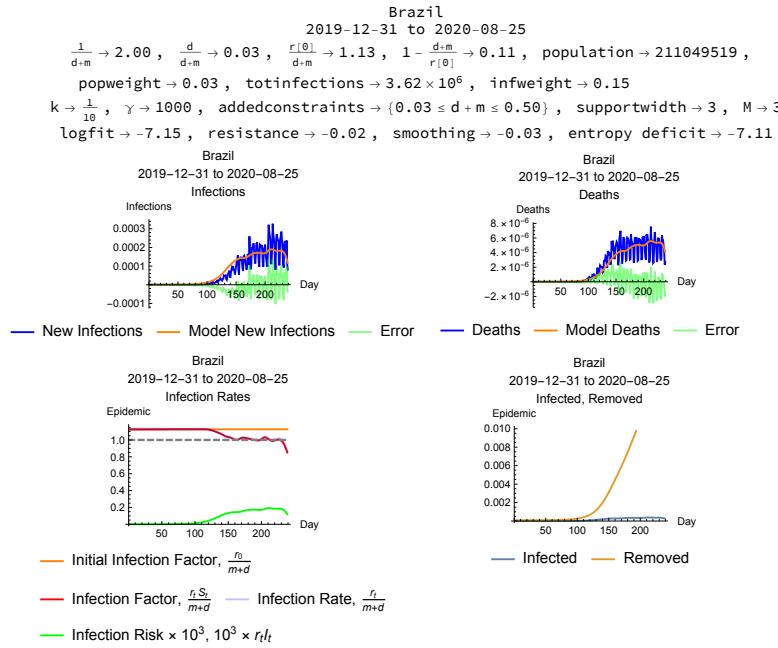 Brazil
2019-12-31 to 2020-08-25
1/(d+m) → 2.00 , d/(d+m) → 0.03 , r[0]/(d+m) → 1.13 , 1 - (d+m)/r[0] → 0.11 , population → 211049519 ,
popweight → 0.03 , totinfections → 3.62 × 10^6 , infweight → 0.15
k → 1/10 , γ → 1000 , addedconstraints → {0.03 ≤ d + m ≤ 0.50} , supportwidth → 3 , M → 3
logfit → -7.15 , resistance → -0.02 , smoothing → -0.03 , entropy deficit → -7.11
Brazil
2019-12-31 to 2020-08-25
Infections
Infections
0.0003
0.0002
0.0001
-0.0001
50 100 150 200
Day
New Infections Model New Infections Error
Brazil
2019-12-31 to 2020-08-25
Deaths
Deaths
8. × 10^-6
6. × 10^-6
4. × 10^-6
2. × 10^-6
-2. × 10^-6
50 100 150 200
Day
Deaths Model Deaths Error
Brazil
2019-12-31 to 2020-08-25
Infection Rates
Epidemic
1.0
0.8
0.6
0.4
0.2
50 100 150 200
Day
Initial Infection Factor, r_0/(m+d)
Infection Factor, r_t S_t/(m+d) Infection Rate, r_t/(m+d)
Infection Risk × 10^3, 10^3 × r_t I_t
Brazil
2019-12-31 to 2020-08-25
Infected, Removed
Epidemic
0.010
0.008
0.006
0.004
0.002
50 100 150 200
Day
Infected Removed